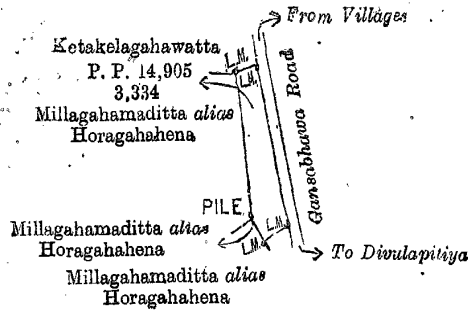 From Villages
Ketakelagahawatta
P. P. 14,905
3,334
Millagahamaditta alias
Horagahahena
L.M.
L.M.
Gansabhawa Road
PILE
L.M.
L.M.
Millagahamaditta alias
Horagahahena
To Divulapitiya
Millagahamaditta alias
Horagahahena